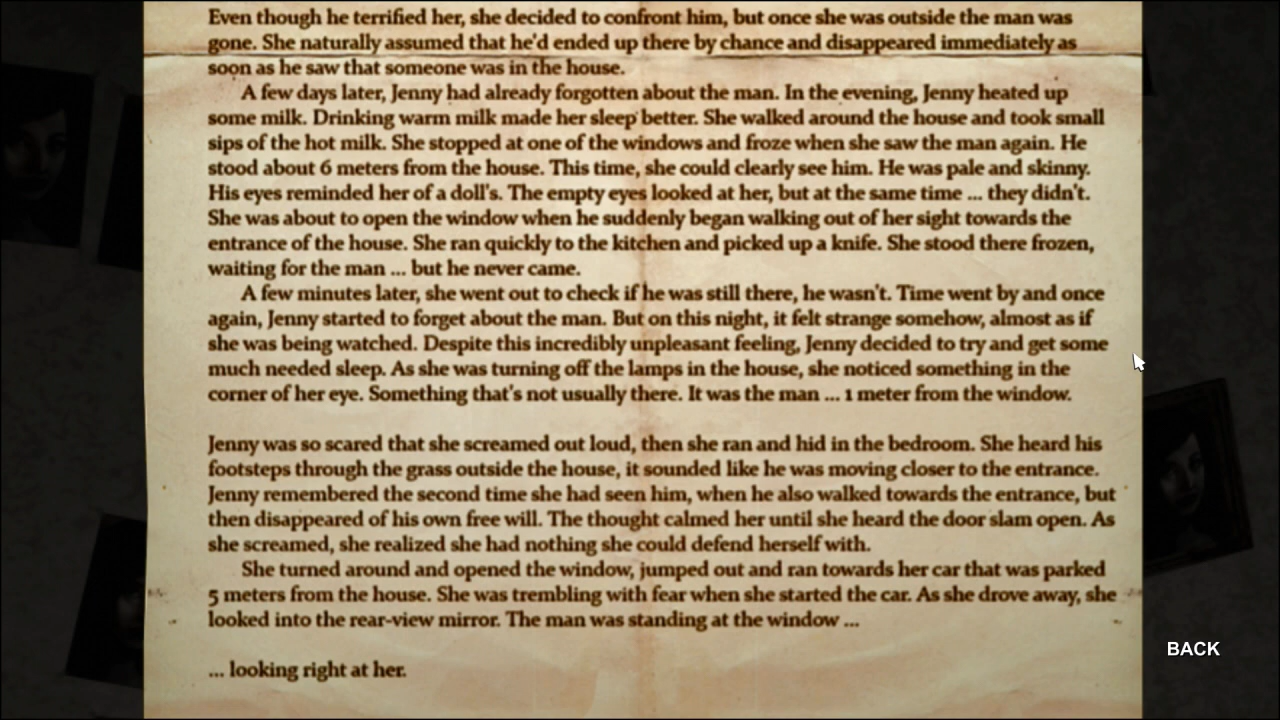 Even though he terrified her, she decided to confront him, but once she was outside the man was
gone. She naturally assumed that he'd ended up there by chance and disappeared immediately as
soon as he saw that someone was in the house.
A few days later, Jenny had already forgotten about the man. In the evening, Jenny heated up
some milk. Drinking warm milk made her sleep better. She walked around the house and took small
sips of the hot milk. She stopped at one of the windows and froze when she saw the man again. He
stood about 6 meters from the house. This time, she could clearly see him. He was pale and skinny.
His eyes reminded her of a doll's. The empty eyes looked at her, but at the same time ... they didn't.
She was about to open the window when he suddenly began walking out of her sight towards the
entrance of the house. She ran quickly to the kitchen and picked up a knife. She stood there frozen,
waiting for the man ... but he never came.
A few minutes later, she went out to check if he was still there, he wasn't. Time went by and once
again, Jenny started to forget about the man. But on this night, it felt strange somehow, almost as if
she was being watched. Despite this incredibly unpleasant feeling, Jenny decided to try and get some
much needed sleep. As she was turning off the lamps in the house, she noticed something in the
corner of her eye. Something that's not usually there. It was the man ... 1 meter from the window.
Jenny was so scared that she screamed out loud, then she ran and hid in the bedroom. She heard his
footsteps through the grass outside the house, it sounded like he was moving closer to the entrance.
Jenny remembered the second time she had seen him, when he also walked towards the entrance, but
then disappeared of his own free will. The thought calmed her until she heard the door slam open. As
she screamed, she realized she had nothing she could defend herself with.
She turned around and opened the window, jumped out and ran towards her car that was parked
5 meters from the house. She was trembling with fear when she started the car. As she drove away, she
looked into the rear-view mirror. The man was standing at the window ...
... looking right at her.
BACK